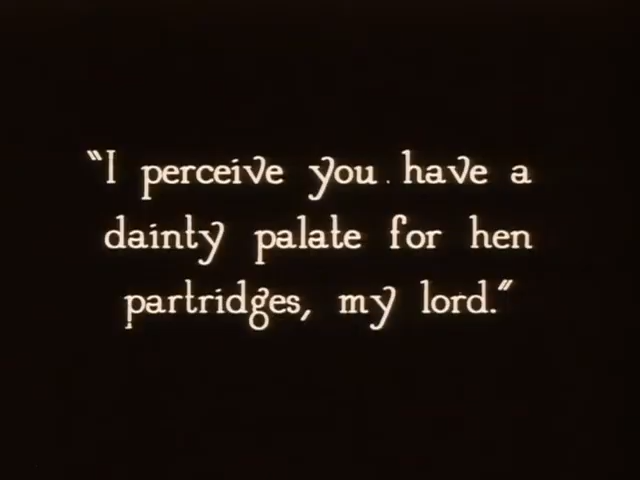 “I perceive you have a
dainty palate for hen
partridges, my lord.”